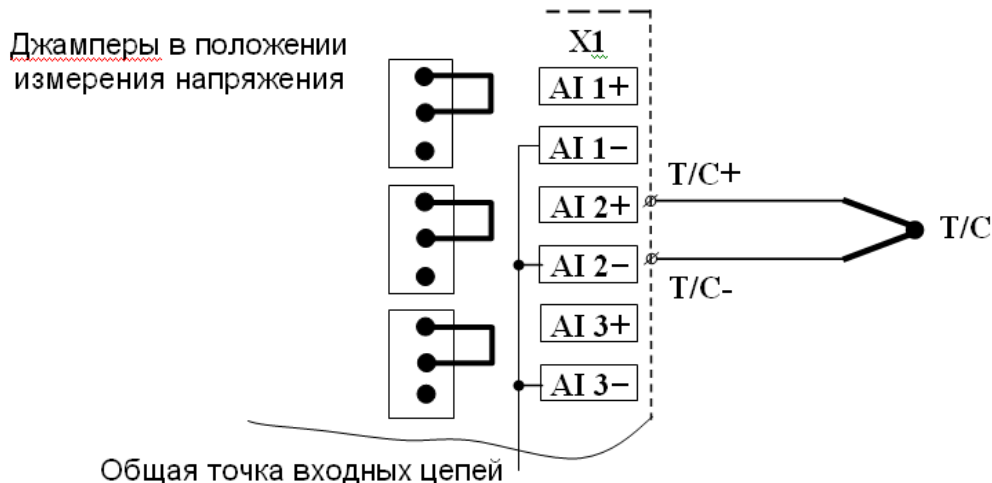 Джамперы в положении
измерения напряжения
X1
AI 1+
AI 1−
AI 2+
AI 2−
AI 3+
AI 3−
T/C+
T/C
T/C-
Общая точка входных цепей